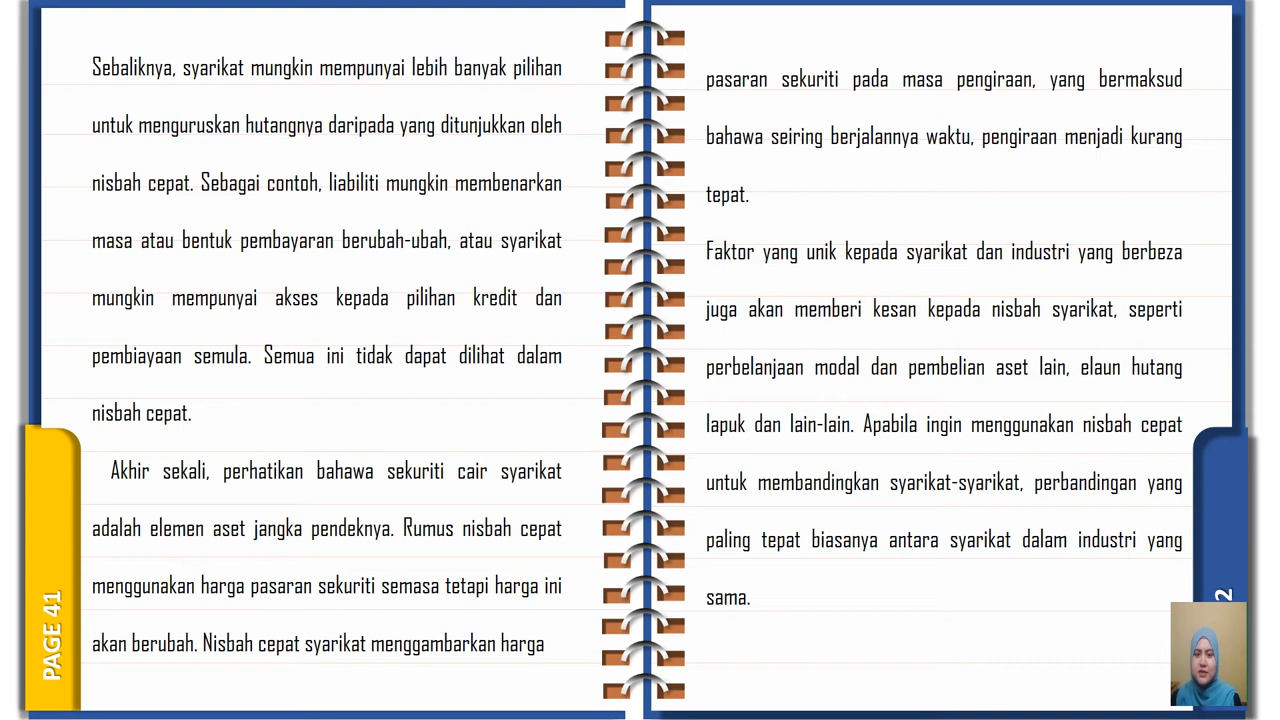 Sebaliknya, syarikat mungkin mempunyai lebih banyak pilihan
untuk menguruskan hutangnya daripada yang ditunjukkan oleh
nisbah cepat. Sebagai contoh, liabiliti mungkin membenarkan
masa atau bentuk pembayaran berubah-ubah, atau syarikat
mungkin mempunyai akses kepada pilihan kredit dan
pembiayaan semula. Semua ini tidak dapat dilihat dalam
nisbah cepat.
Akhir sekali, perhatikan bahawa sekuriti cair syarikat
adalah elemen aset jangka pendeknya. Rumus nisbah cepat
menggunakan harga pasaran sekuriti semasa tetapi harga ini
akan berubah. Nisbah cepat syarikat menggambarkan harga
PAGE 41
pasaran sekuriti pada masa pengiraan, yang bermaksud
bahawa seiring berjalannya waktu, pengiraan menjadi kurang
tepat.
Faktor yang unik kepada syarikat dan industri yang berbeza
juga akan memberi kesan kepada nisbah syarikat, seperti
perbelanjaan modal dan pembelian aset lain, elaun hutang
lapuk dan lain-lain. Apabila ingin menggunakan nisbah cepat
untuk membandingkan syarikat-syarikat, perbandingan yang
paling tepat biasanya antara syarikat dalam industri yang
sama.
2